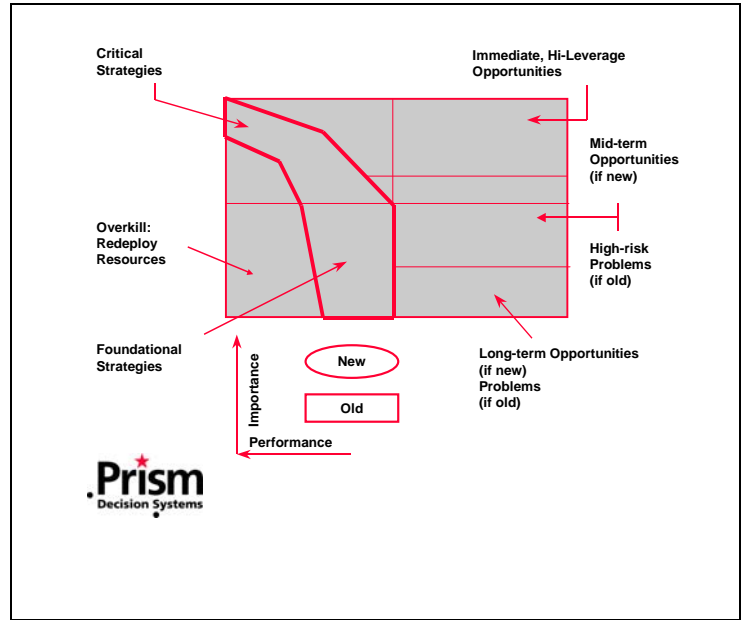 Critical
Strategies
Immediate, Hi-Leverage
Opportunities
Mid-term
Opportunities
(if new)
Overkill:
Redeploy
Resources
High-risk
Problems
(if old)
Foundational
Strategies
Long-term Opportunities
(if new)
Problems
(if old)
New
Old
Importance
Performance
Prism
Decision Systems